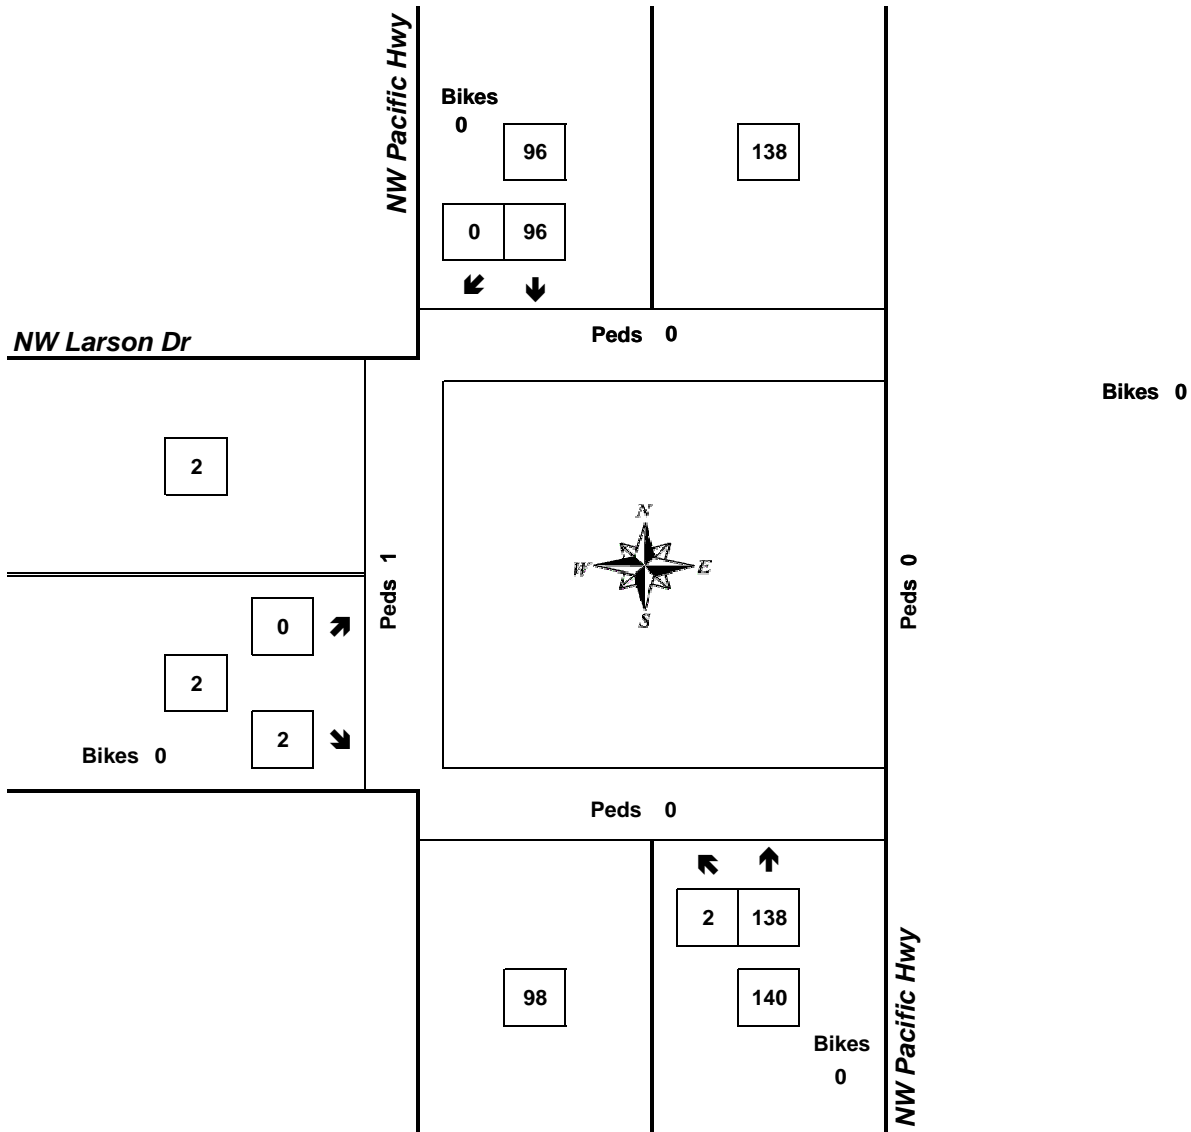 NW Pacific Hwy
Bikes
0
96
138
0 96
Peds 0
NW Larson Dr
Bikes 0
2
N
W E
S
Peds 1
Peds 0
0
2
2
Bikes 0
Peds 0
2 138
98
140
Bikes
0
NW Pacific Hwy